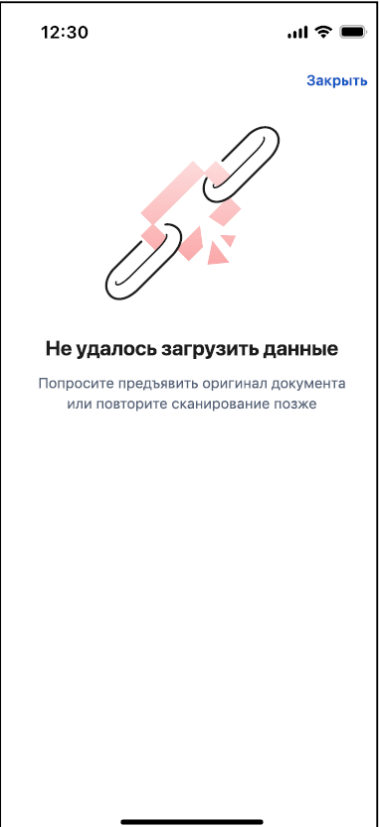 12:30
Закрыть
Не удалось загрузить данные
Попросите предъявить оригинал документа
или повторите сканирование позже